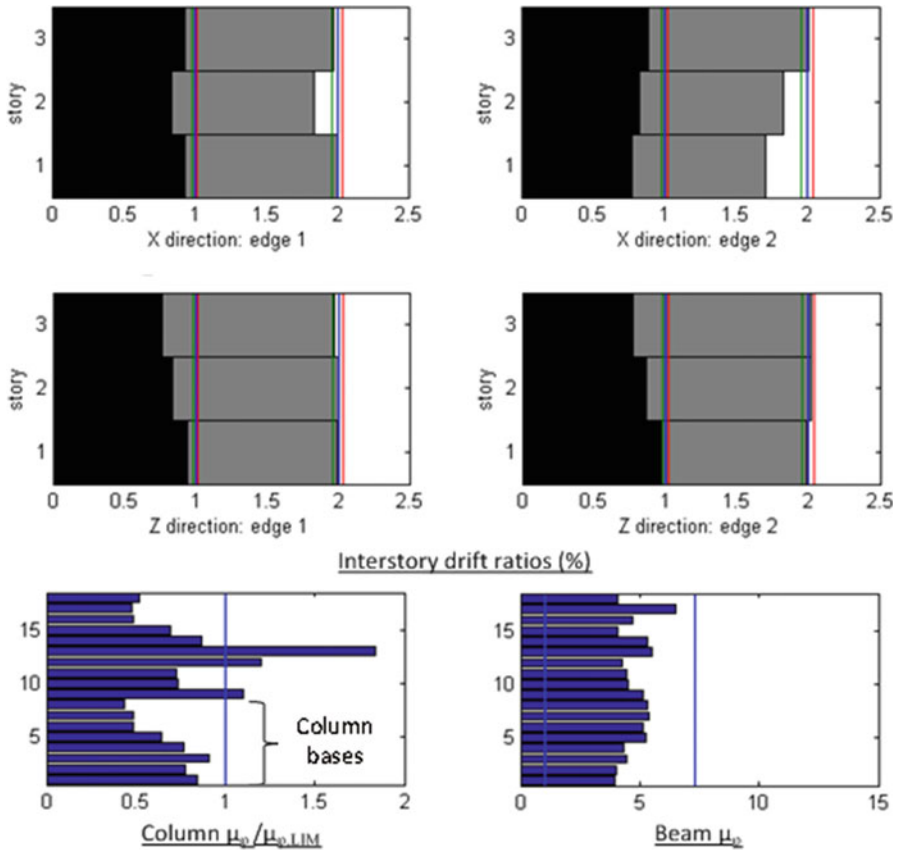 3
2
1
story
0 0.5 1 1.5 2 2.5
X direction: edge 1
3
2
1
story
0 0.5 1 1.5 2 2.5
X direction: edge 2
3
2
1
story
0 0.5 1 1.5 2 2.5
Z direction: edge 1
3
2
1
story
0 0.5 1 1.5 2 2.5
Z direction: edge 2
Interstory drift ratios (%)
15
10
5
Column
bases
0 0.5 1 1.5 2
Column μφ/μφ,LIM
15
10
5
0 5 10 15
Beam μφ